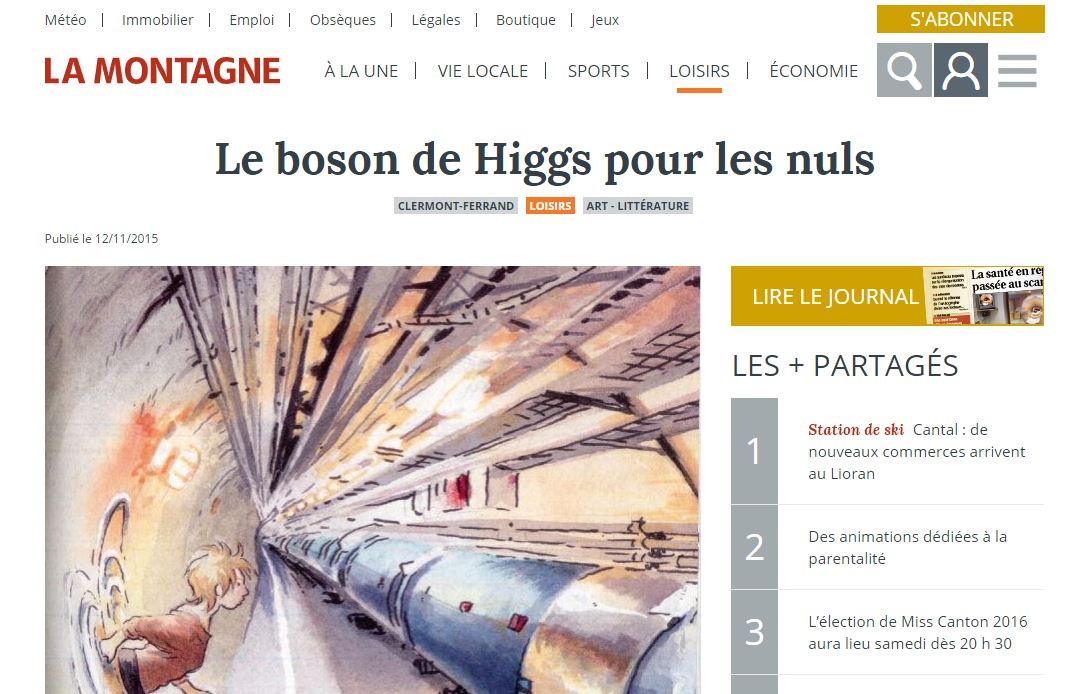 Météo | Immobilier | Emploi | Obsèques | Légales | Boutique | Jeux
S'ABONNER
LA MONTAGNE
À LA UNE | VIE LOCALE | SPORTS | LOISIRS | ÉCONOMIE
Le boson de Higgs pour les nuls
CLERMONT-FERRAND LOISIRS ART - LITTÉRATURE
Publié le 12/11/2015
LIRE LE JOURNAL
La santé en re
passée au scan
LES + PARTAGÉS
1
Station de ski Cantal : de
nouveaux commerces arrivent
au Lioran
2
Des animations dédiées à la
parentalité
3
L'élection de Miss Canton 2016
aura lieu samedi dès 20 h 30